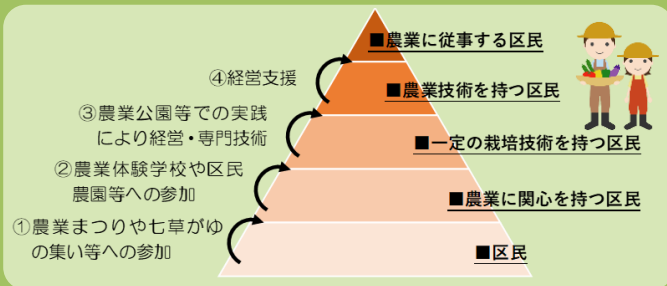 ■農業に従事する区民
④経営支援
■農業技術を持つ区民
③農業公園等での実践
により経営・専門技術
■一定の栽培技術を持つ区民
②農業体験学校や区民
農園等への参加
■農業に関心を持つ区民
①農業まつりや七草がゆ
の集い等への参加
■区民